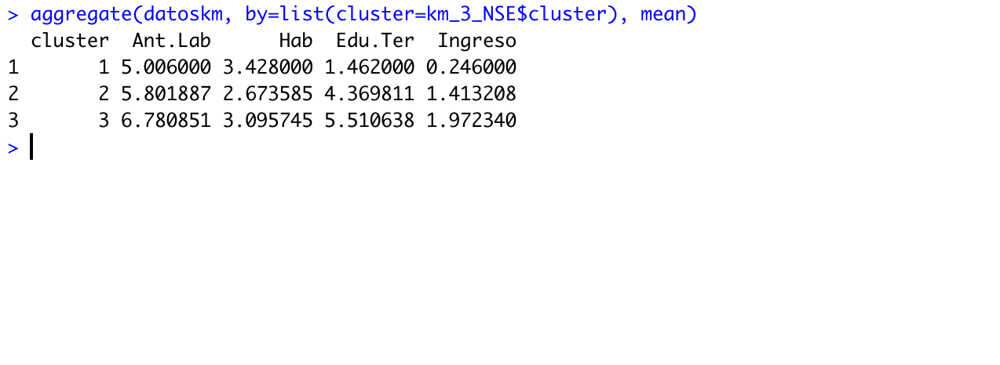 > aggregate(datoskm, by=list(cluster=km_3_NSE$cluster), mean)
  cluster  Ant.Lab      Hab  Edu.Ter  Ingreso
1       1 5.006000 3.428000 1.462000 0.246000
2       2 5.801887 2.673585 4.369811 1.413208
3       3 6.780851 3.095745 5.510638 1.972340
>